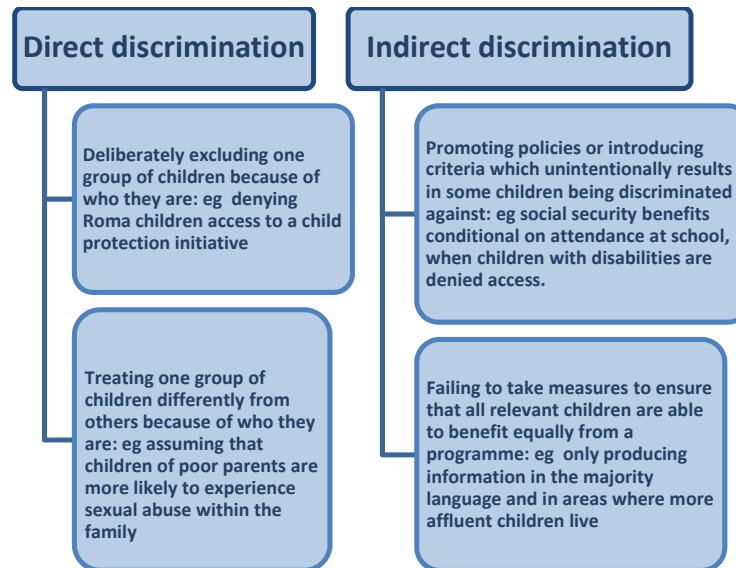 Direct discrimination
Deliberately excluding one
group of children because of
who they are: eg  denying
Roma children access to a child
protection initiative
Treating one group of
children differently from
others because of who they
are: eg assuming that
children of poor parents are
more likely to experience
sexual abuse within the
family
Indirect discrimination
Promoting policies or introducing
criteria which unintentionally results
in some children being discriminated
against: eg social security benefits
conditional on attendance at school,
when children with disabilities are
denied access.
Failing to take measures to ensure
that all relevant children are able
to benefit equally from a
programme: eg  only producing
information in the majority
language and in areas where more
affluent children live